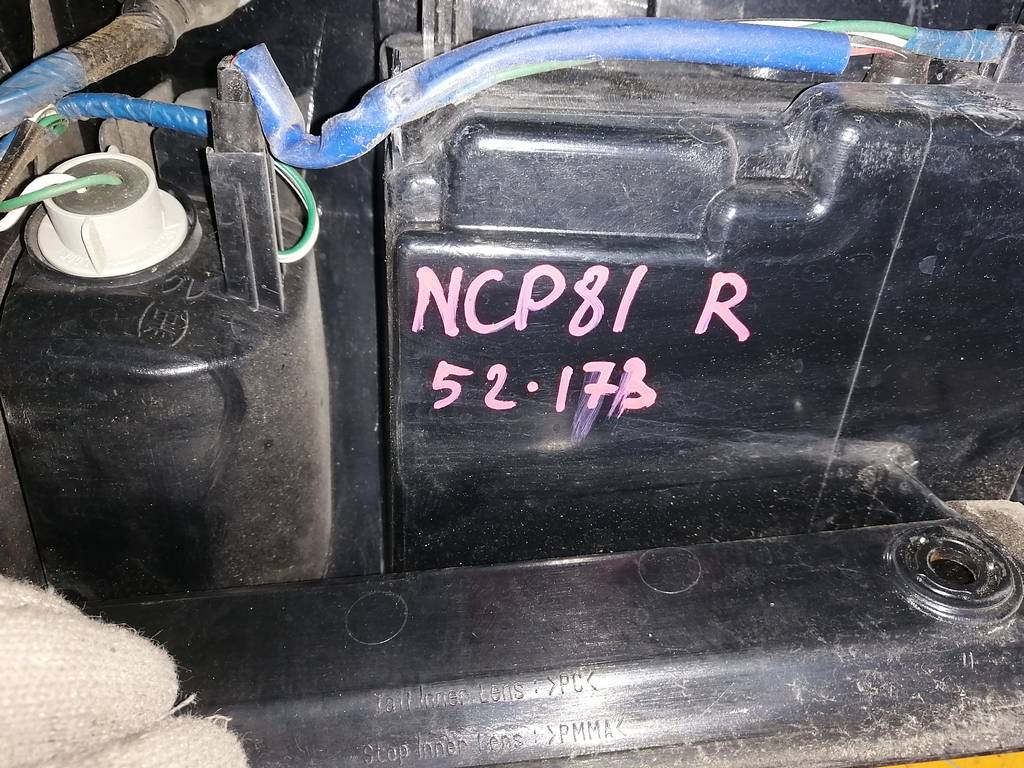 NCP81 R
52·173
Tail Inner Lens : >PC<
Stop Inner Lens : >PMMA<